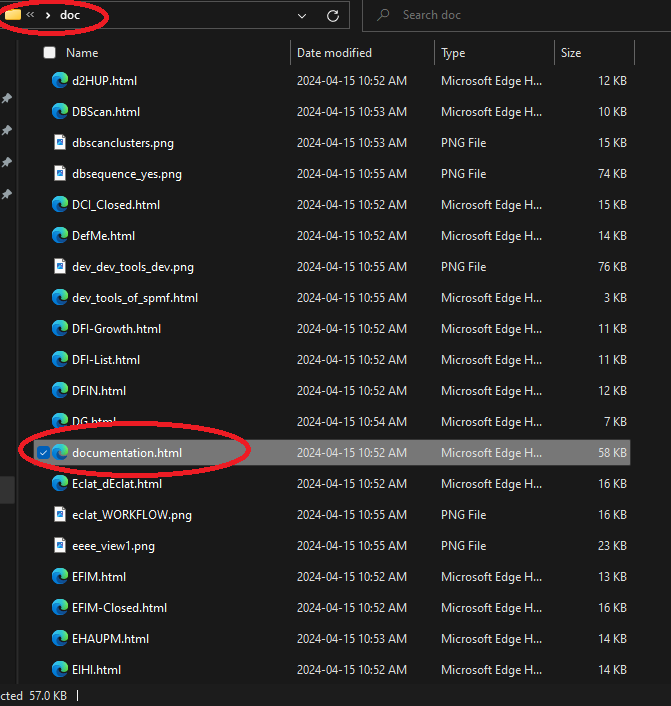 doc
Search doc
Name Date modified Type Size
d2HUP.html 2024-04-15 10:52 AM Microsoft Edge H... 12 KB
DBScan.html 2024-04-15 10:53 AM Microsoft Edge H... 10 KB
dbscanclusters.png 2024-04-15 10:55 AM PNG File 15 KB
dbsequence_yes.png 2024-04-15 10:55 AM PNG File 74 KB
DCI_Closed.html 2024-04-15 10:52 AM Microsoft Edge H... 15 KB
DefMe.html 2024-04-15 10:52 AM Microsoft Edge H... 14 KB
dev_dev_tools_dev.png 2024-04-15 10:55 AM PNG File 76 KB
dev_tools_of_spmf.html 2024-04-15 10:52 AM Microsoft Edge H... 3 KB
DFI-Growth.html 2024-04-15 10:52 AM Microsoft Edge H... 11 KB
DFI-List.html 2024-04-15 10:52 AM Microsoft Edge H... 11 KB
DFIN.html 2024-04-15 10:52 AM Microsoft Edge H... 12 KB
DG.html 2024-04-15 10:54 AM Microsoft Edge H... 7 KB
documentation.html 2024-04-15 10:52 AM Microsoft Edge H... 58 KB
Eclat_dEclat.html 2024-04-15 10:52 AM Microsoft Edge H... 16 KB
eclat_WORKFLOW.png 2024-04-15 10:55 AM PNG File 16 KB
eeee_view1.png 2024-04-15 10:55 AM PNG File 23 KB
EFIM.html 2024-04-15 10:52 AM Microsoft Edge H... 13 KB
EFIM-Closed.html 2024-04-15 10:52 AM Microsoft Edge H... 16 KB
EHAUPM.html 2024-04-15 10:53 AM Microsoft Edge H... 14 KB
EIHI.html 2024-04-15 10:52 AM Microsoft Edge H... 14 KB
cted 57.0 KB